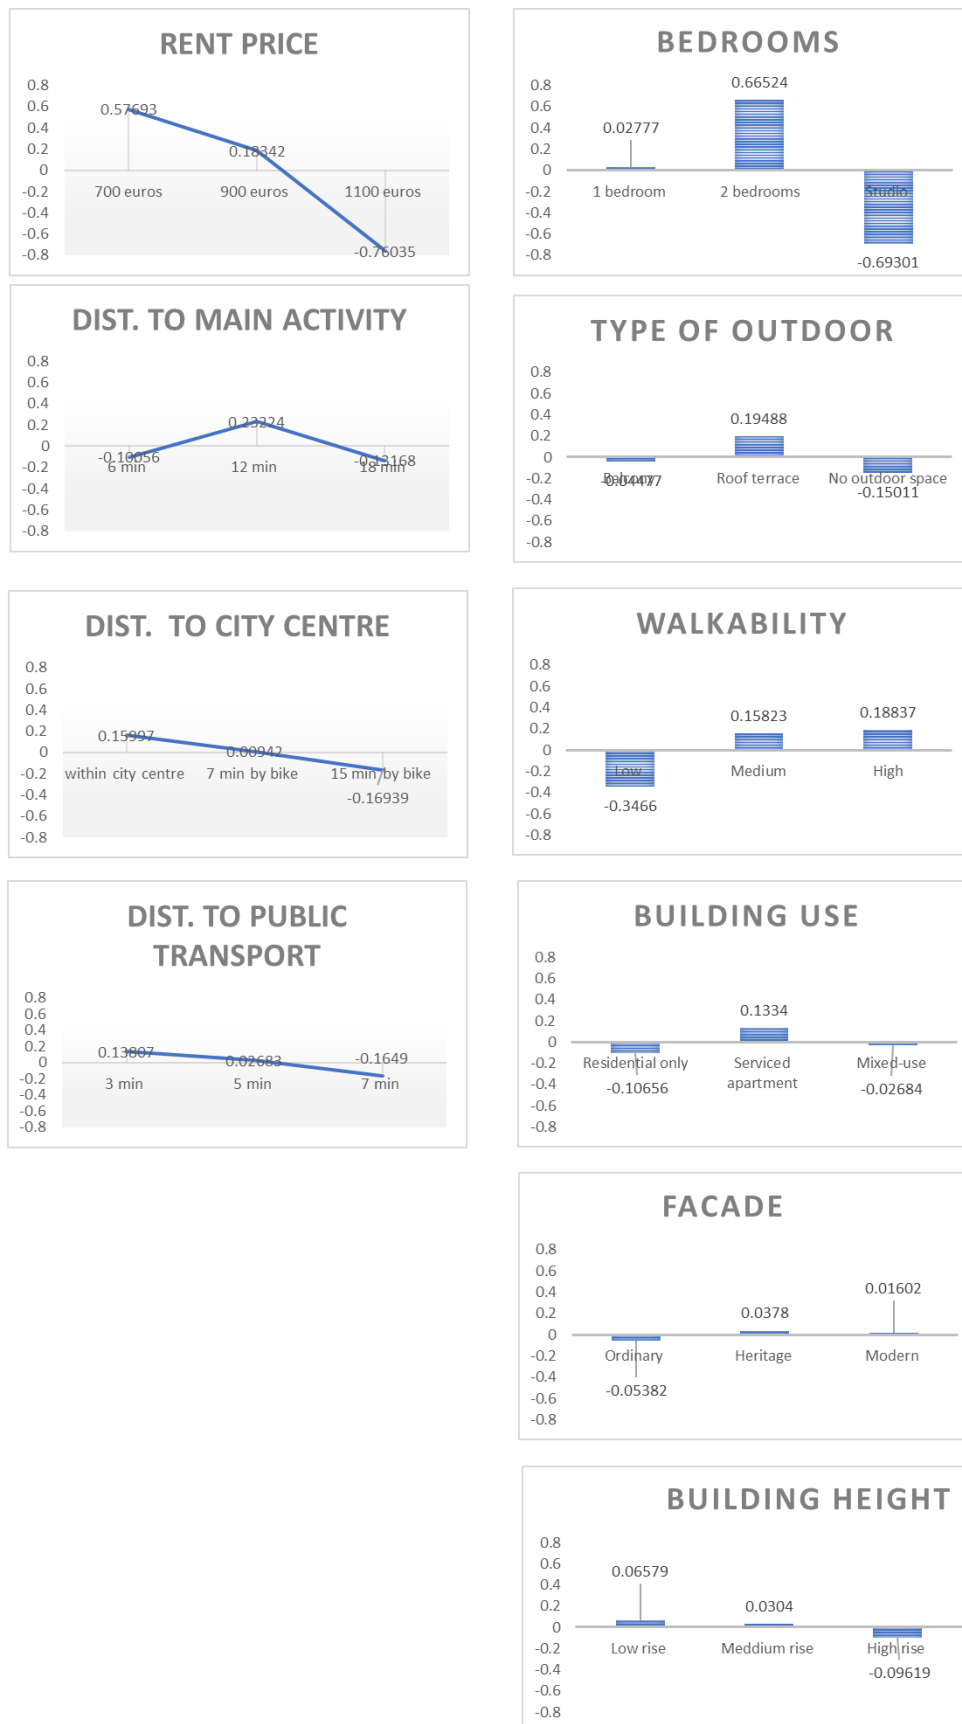 RENT PRICE
0.8
0.6
0.4
0.2
0
-0.2
-0.4
-0.6
-0.8
0.57693
0.18342
-0.76035
700 euros
900 euros
1100 euros
BEDROOMS
0.8
0.6
0.4
0.2
0
-0.2
-0.4
-0.6
-0.8
0.02777
0.66524
-0.69301
1 bedroom
2 bedrooms
Studio
DIST. TO MAIN ACTIVITY
0.8
0.6
0.4
0.2
0
-0.2
-0.4
-0.6
-0.8
-0.10056
0.23224
-0.13168
6 min
12 min
18 min
TYPE OF OUTDOOR
0.8
0.6
0.4
0.2
0
-0.2
-0.4
-0.6
-0.8
-0.04477
0.19488
-0.15011
Balcony
Roof terrace
No outdoor space
DIST. TO CITY CENTRE
0.8
0.6
0.4
0.2
0
-0.2
-0.4
-0.6
-0.8
0.15997
0.00942
-0.16939
within city centre
7 min by bike
15 min by bike
WALKABILITY
0.8
0.6
0.4
0.2
0
-0.2
-0.4
-0.6
-0.8
-0.3466
0.15823
0.18837
Low
Medium
High
DIST. TO PUBLIC
TRANSPORT
0.8
0.6
0.4
0.2
0
-0.2
-0.4
-0.6
-0.8
0.13807
0.02683
-0.1649
3 min
5 min
7 min
BUILDING USE
0.8
0.6
0.4
0.2
0
-0.2
-0.4
-0.6
-0.8
-0.10656
0.1334
-0.02684
Residential only
Serviced
apartment
Mixed-use
FACADE
0.8
0.6
0.4
0.2
0
-0.2
-0.4
-0.6
-0.8
-0.05382
0.0378
0.01602
Ordinary
Heritage
Modern
BUILDING HEIGHT
0.8
0.6
0.4
0.2
0
-0.2
-0.4
-0.6
-0.8
0.06579
0.0304
-0.09619
Low rise
Meddium rise
High rise